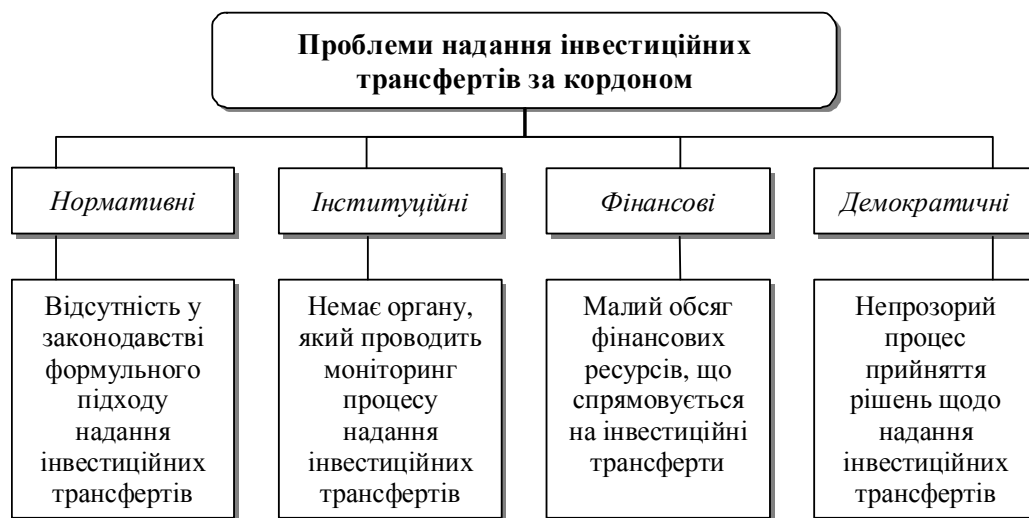 Проблеми надання інвестиційних
трансфертів за кордоном
Нормативні
Інституційні
Фінансові
Демократичні
Відсутність у
законодавстві
формульного
підходу
надання
інвестиційних
трансфертів
Немає органу,
який проводить
моніторинг
процесу
надання
інвестиційних
трансфертів
Малий обсяг
фінансових
ресурсів, що
спрямовується
на інвестиційні
трансферти
Непрозорий
процес
прийняття
рішень щодо
надання
інвестиційних
трансфертів